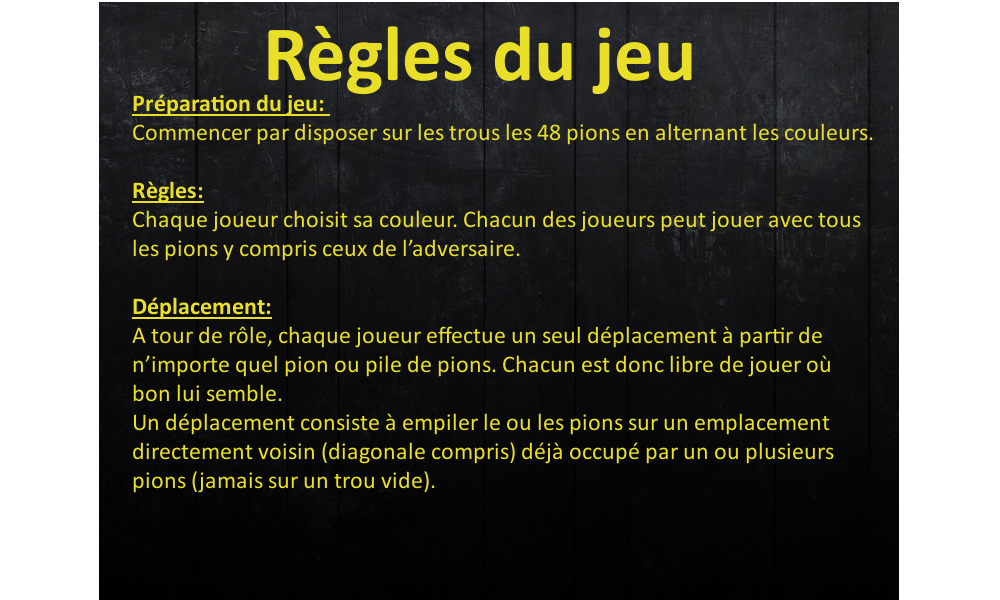 Règles du jeu
Préparation du jeu:
Commencer par disposer sur les trous les 48 pions en alternant les couleurs.
Règles:
Chaque joueur choisit sa couleur. Chacun des joueurs peut jouer avec tous
les pions y compris ceux de l’adversaire.
Déplacement:
A tour de rôle, chaque joueur effectue un seul déplacement à partir de
n’importe quel pion ou pile de pions. Chacun est donc libre de jouer où
bon lui semble.
Un déplacement consiste à empiler le ou les pions sur un emplacement
directement voisin (diagonale compris) déjà occupé par un ou plusieurs
pions (jamais sur un trou vide).